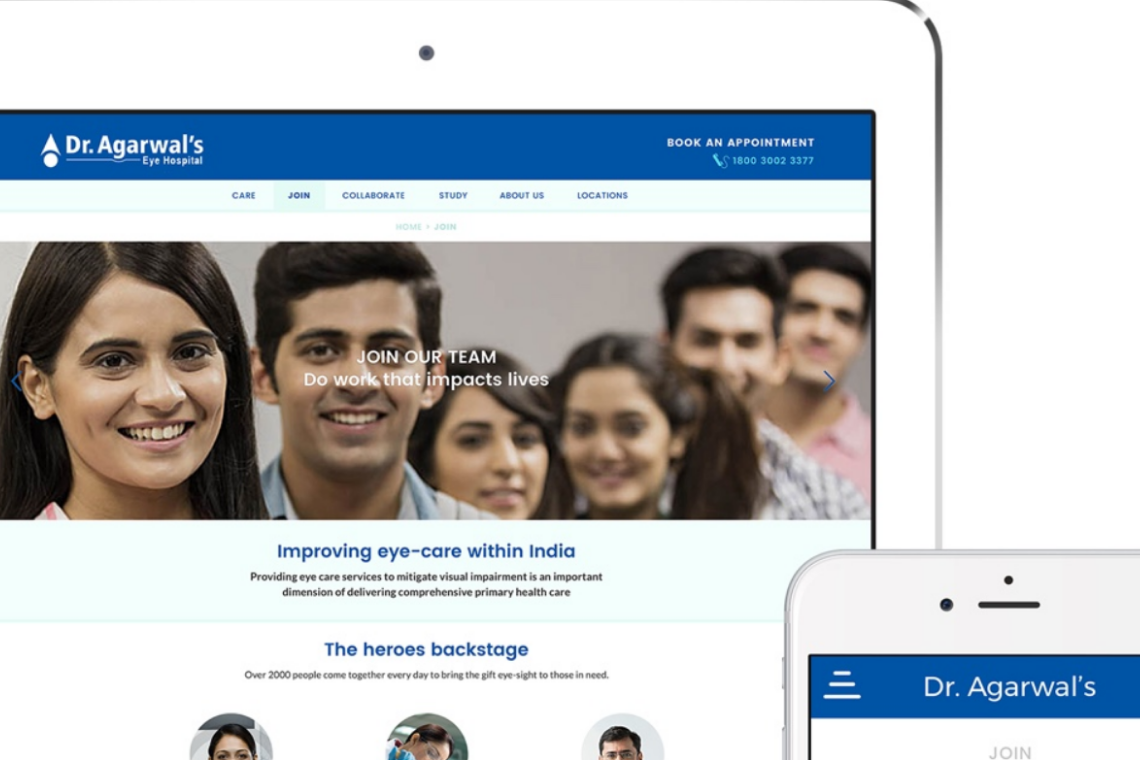 Dr. Agarwal's
Eye Hospital
BOOK AN APPOINTMENT
1800 3002 3377
CARE JOIN COLLABORATE STUDY ABOUT US LOCATIONS
HOME › JOIN
JOIN OUR TEAM
Do work that impacts lives
Improving eye-care within India
Providing eye care services to mitigate visual impairment is an important
dimension of delivering comprehensive primary health care
The heroes backstage
Over 2000 people come together every day to bring the gift eye-sight to those in need.
Dr. Agarwal's
JOIN